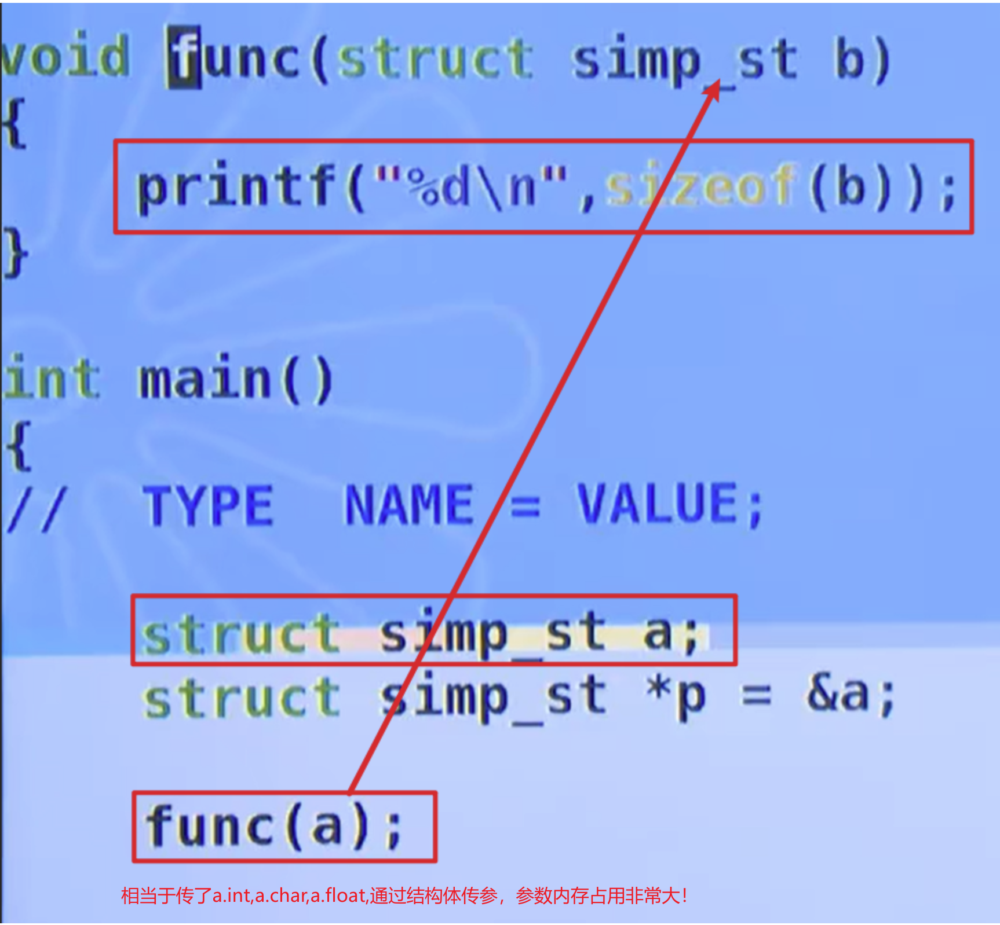 void func(struct simp_st b)
{
printf("%d\n",sizeof(b));
}
int main()
{
// TYPE NAME = VALUE;
struct simp_st a;
struct simp_st *p = &a;
func(a);
相当于传了a.int,a.char,a.float,通过结构体传参，参数内存占用非常大！